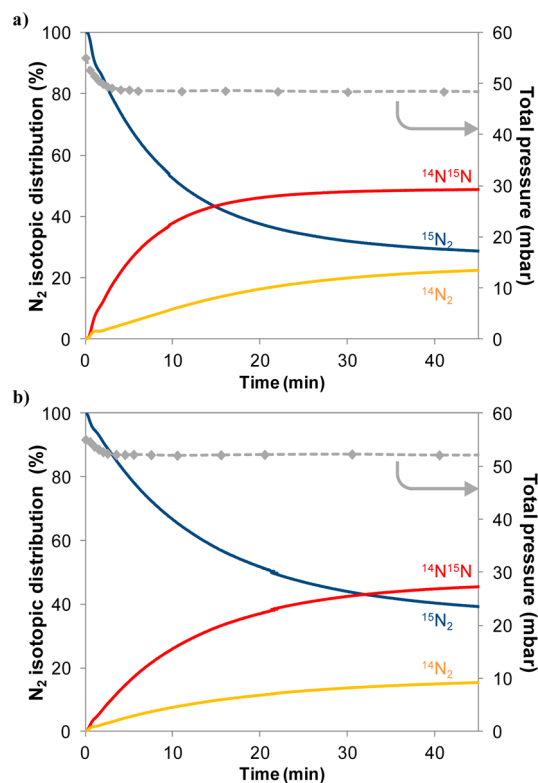 a)
N₂ isotopic distribution (%)
100
80
60
40
20
0
60
50
40
30
20
10
0
Total pressure (mbar)
¹⁴N¹⁵N
¹⁵N₂
¹⁴N₂
0
10
20
30
40
Time (min)
b)
N₂ isotopic distribution (%)
100
80
60
40
20
0
60
50
40
30
20
10
0
Total pressure (mbar)
¹⁴N¹⁵N
¹⁵N₂
¹⁴N₂
0
10
20
30
40
Time (min)